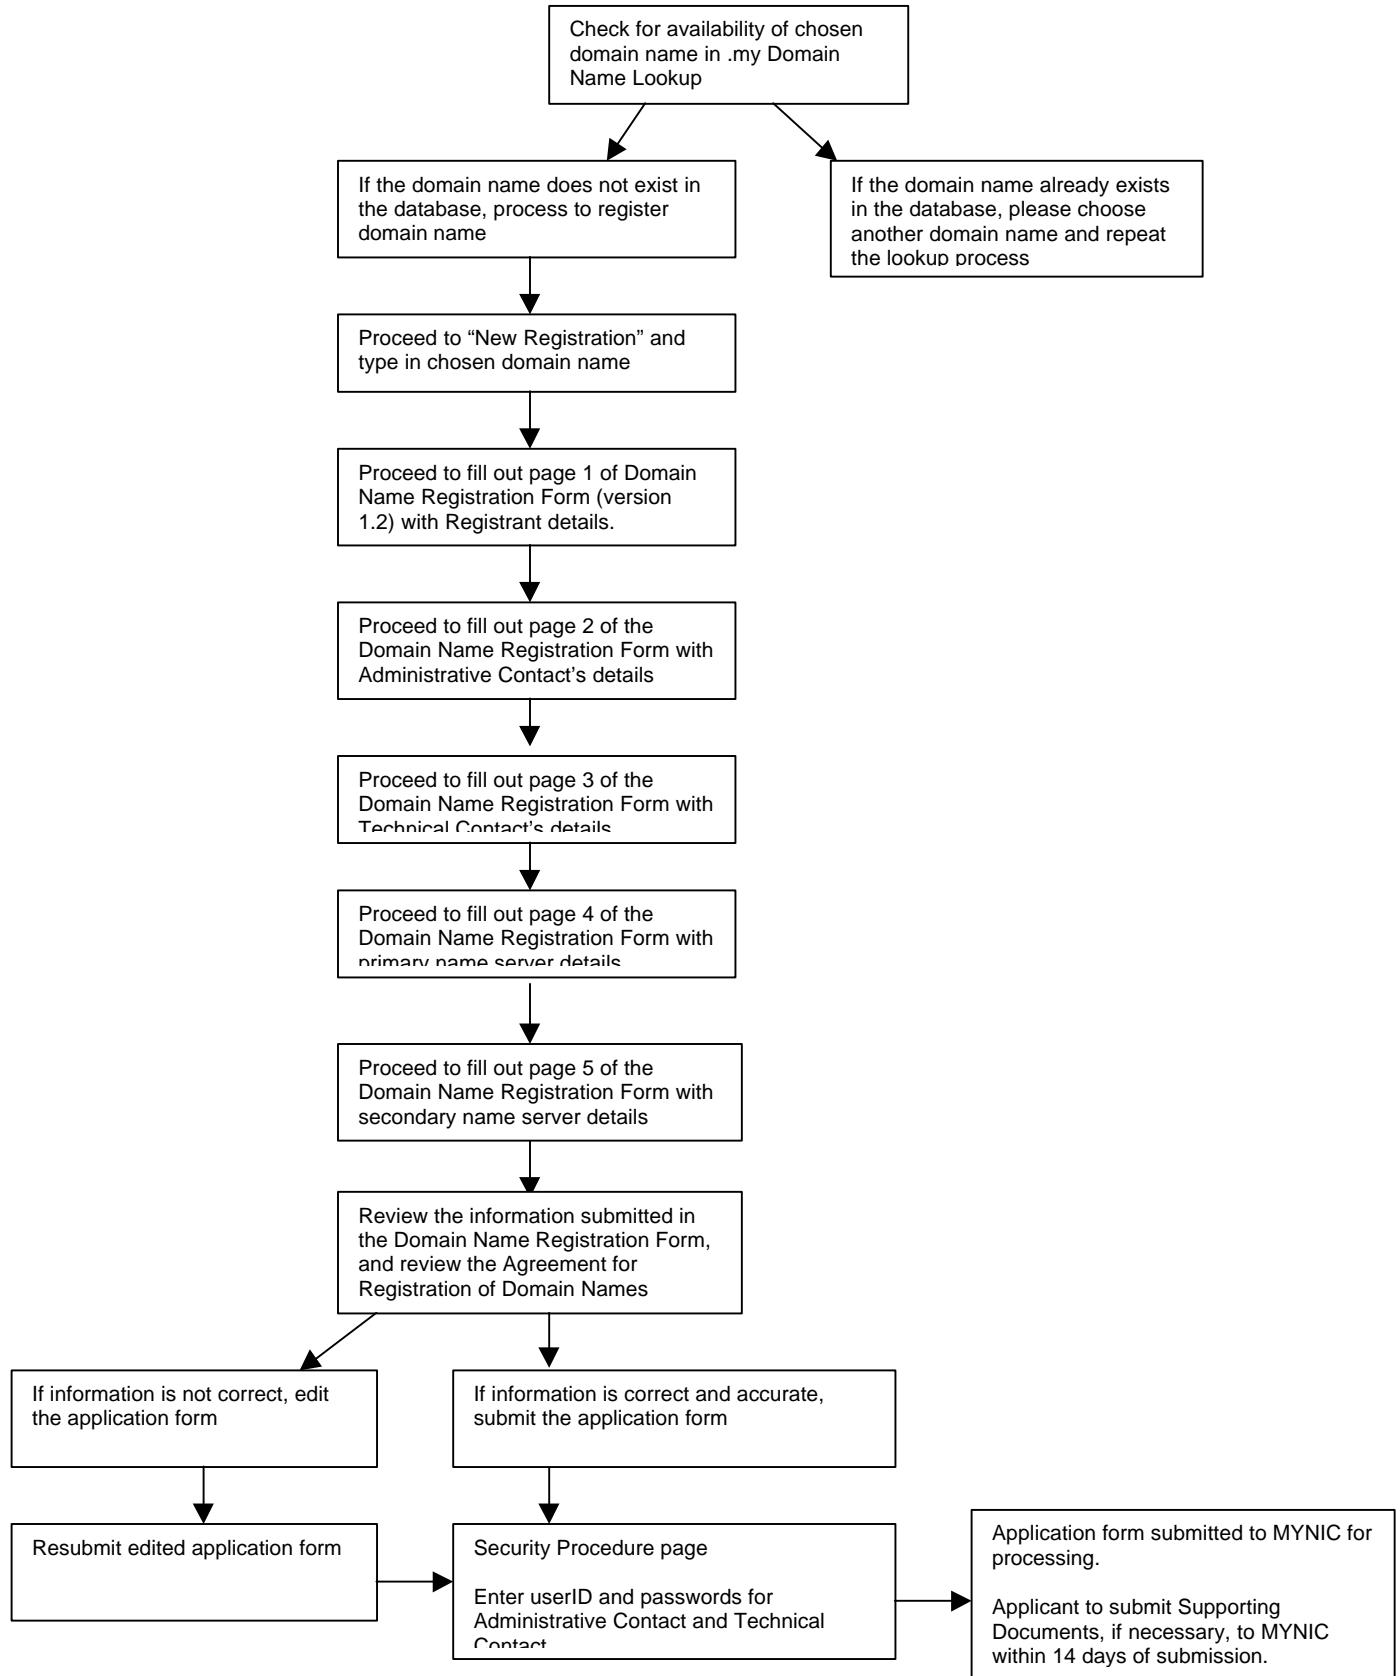 Check for availability of chosen
domain name in .my Domain
Name Lookup
If the domain name does not exist in
the database, process to register
domain name
If the domain name already exists
in the database, please choose
another domain name and repeat
the lookup process
Proceed to “New Registration” and
type in chosen domain name
Proceed to fill out page 1 of Domain
Name Registration Form (version
1.2) with Registrant details.
Proceed to fill out page 2 of the
Domain Name Registration Form with
Administrative Contact’s details
Proceed to fill out page 3 of the
Domain Name Registration Form with
Technical Contact’s details
Proceed to fill out page 4 of the
Domain Name Registration Form with
primary name server details
Proceed to fill out page 5 of the
Domain Name Registration Form with
secondary name server details
Review the information submitted in
the Domain Name Registration Form,
and review the Agreement for
Registration of Domain Names
If information is not correct, edit
the application form
If information is correct and accurate,
submit the application form
Resubmit edited application form
Security Procedure page
Enter userID and passwords for
Administrative Contact and Technical
Contact
Application form submitted to MYNIC for
processing.
Applicant to submit Supporting
Documents, if necessary, to MYNIC
within 14 days of submission.